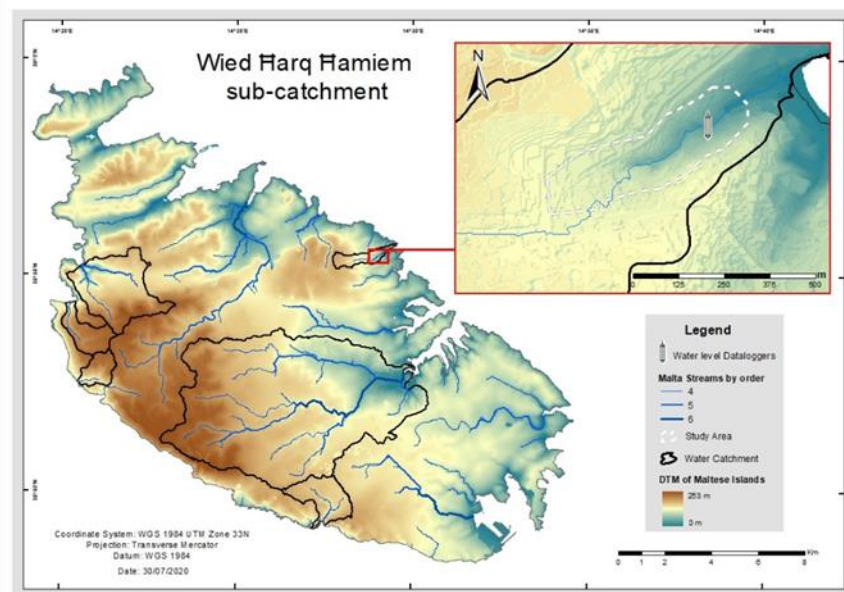 Wied Ħarq Ħamiem
sub-catchment
N
0 125 250 375 500
m
Legend
Water level Dataloggers
Malta Streams by order
4
5
6
Study Area
Water Catchment
DTM of Maltese Islands
253 m
0 m
0 1 2 4 6 8
Km
Coordinate System: WGS 1984 UTM Zone 33N
Projection: Transverse Mercator
Datum: WGS 1984
Date: 30/07/2020